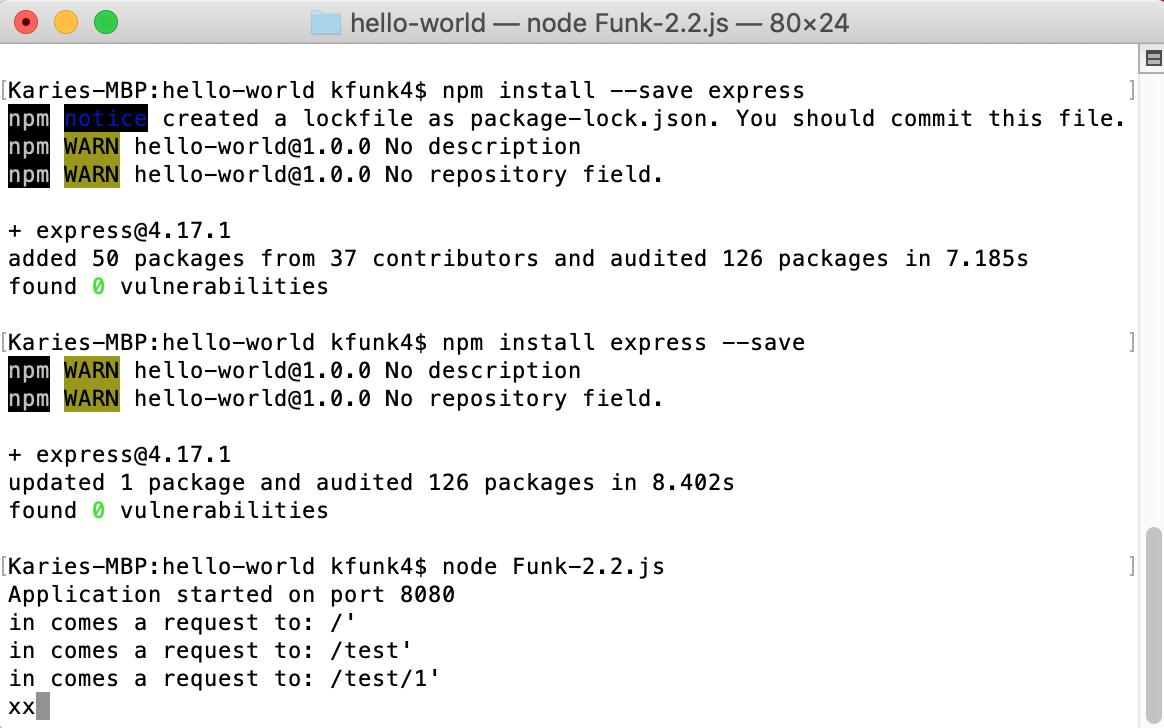 hello-world — node Funk-2.2.js — 80×24
[Karies-MBP:hello-world kfunk4$ npm install --save express ]
npm notice created a lockfile as package-lock.json. You should commit this file.
npm WARN hello-world@1.0.0 No description
npm WARN hello-world@1.0.0 No repository field.
+ express@4.17.1
added 50 packages from 37 contributors and audited 126 packages in 7.185s
found 0 vulnerabilities
[Karies-MBP:hello-world kfunk4$ npm install express --save ]
npm WARN hello-world@1.0.0 No description
npm WARN hello-world@1.0.0 No repository field.
+ express@4.17.1
updated 1 package and audited 126 packages in 8.402s
found 0 vulnerabilities
[Karies-MBP:hello-world kfunk4$ node Funk-2.2.js ]
Application started on port 8080
in comes a request to: /'
in comes a request to: /test'
in comes a request to: /test/1'
xx